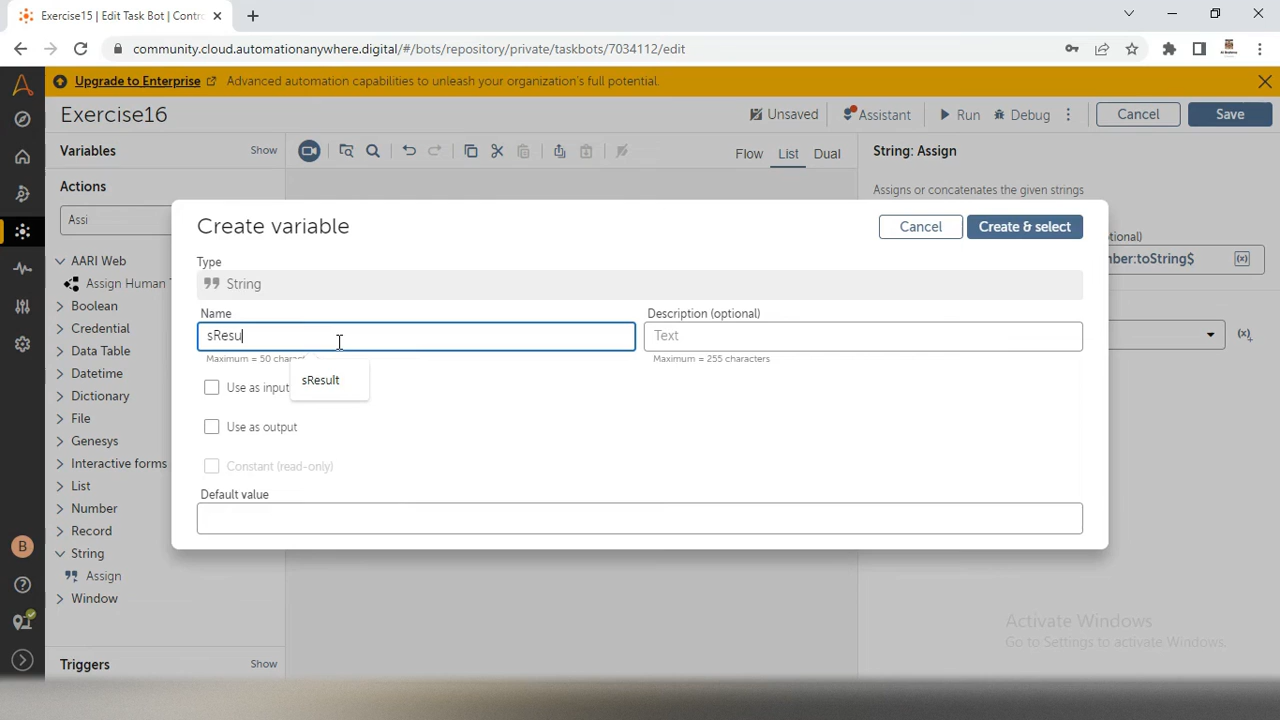 Exercise15 | Edit Task Bot | Contr
community.cloud.automationanywhere.digital/#/bots/repository/private/taskbots/7034112/edit
Upgrade to Enterprise Advanced automation capabilities to unleash your organization's full potential.
Exercise16 Unsaved Assistant Run Debug Cancel Save
Variables Show Flow List Dual String: Assign
Actions Assigns or concatenates the given strings
Assi
Create variable Cancel Create & select
onal)
nber:toString$ (x)
Type
String
AARI Web
Assign Human T
Boolean
Credential
Data Table
Datetime
Dictionary
File
Genesys
Interactive forms
List
Number
Record
String
Assign
Window
Name Description (optional)
sResu Text (x)
Maximum = 50 charac Maximum = 255 characters
sResult
Use as input
Use as output
Constant (read-only)
Default value
B
Triggers Show
Activate Windows
Go to Settings to activate Windows.